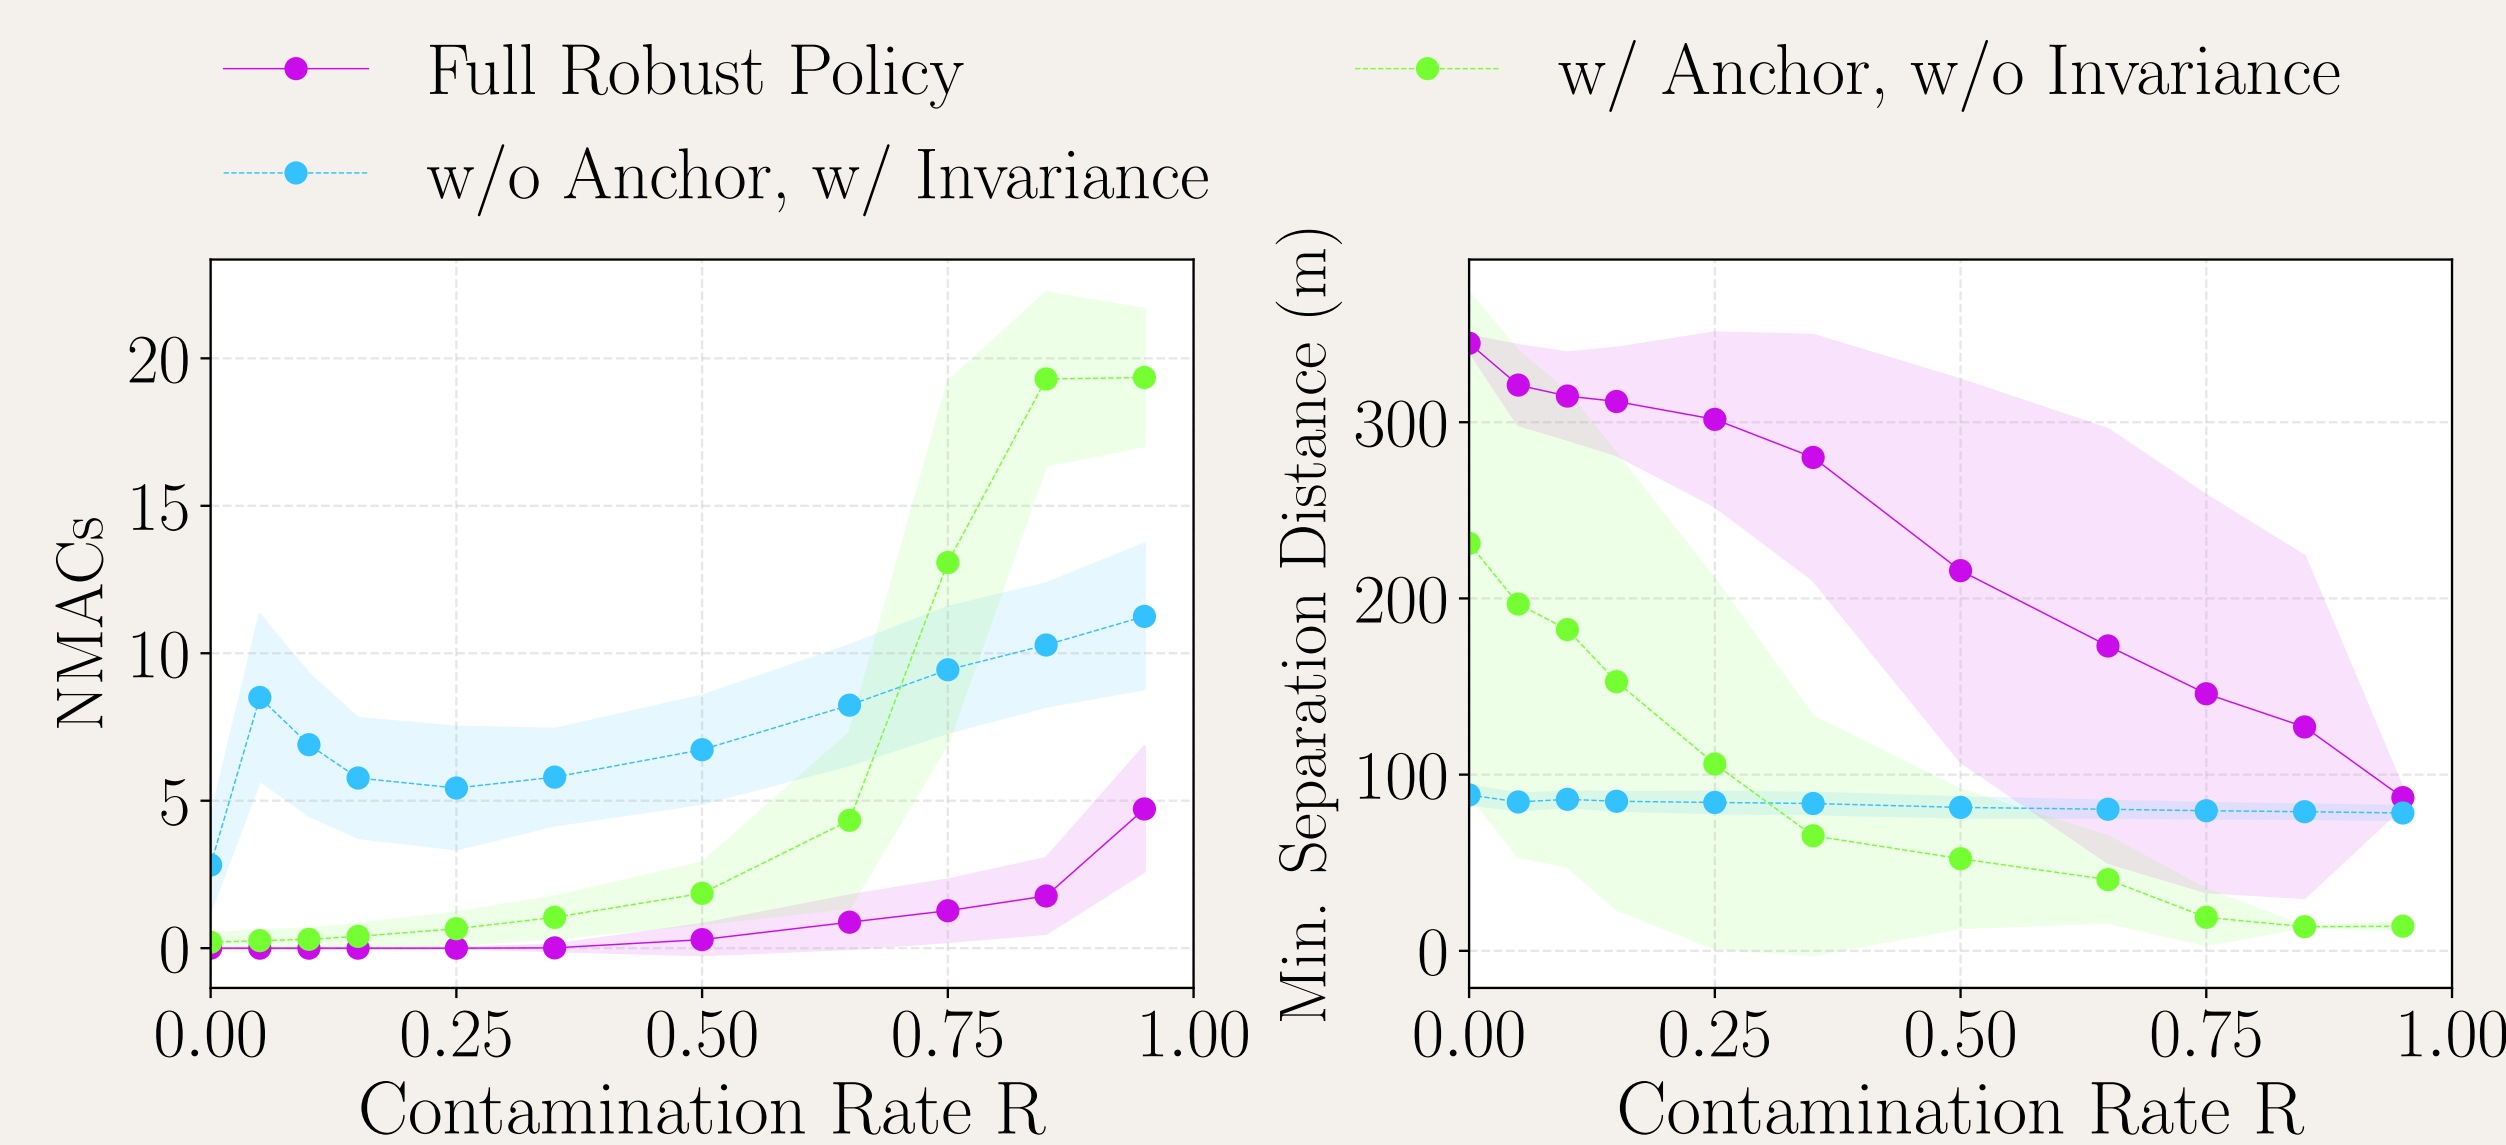 Full Robust Policy
w/ Anchor, w/o Invariance
w/o Anchor, w/ Invariance
NMACs
20
15
10
5
0
0.00 0.25 0.50 0.75 1.00
Contamination Rate R
Min. Separation Distance (m)
300
200
100
0
0.00 0.25 0.50 0.75 1.00
Contamination Rate R